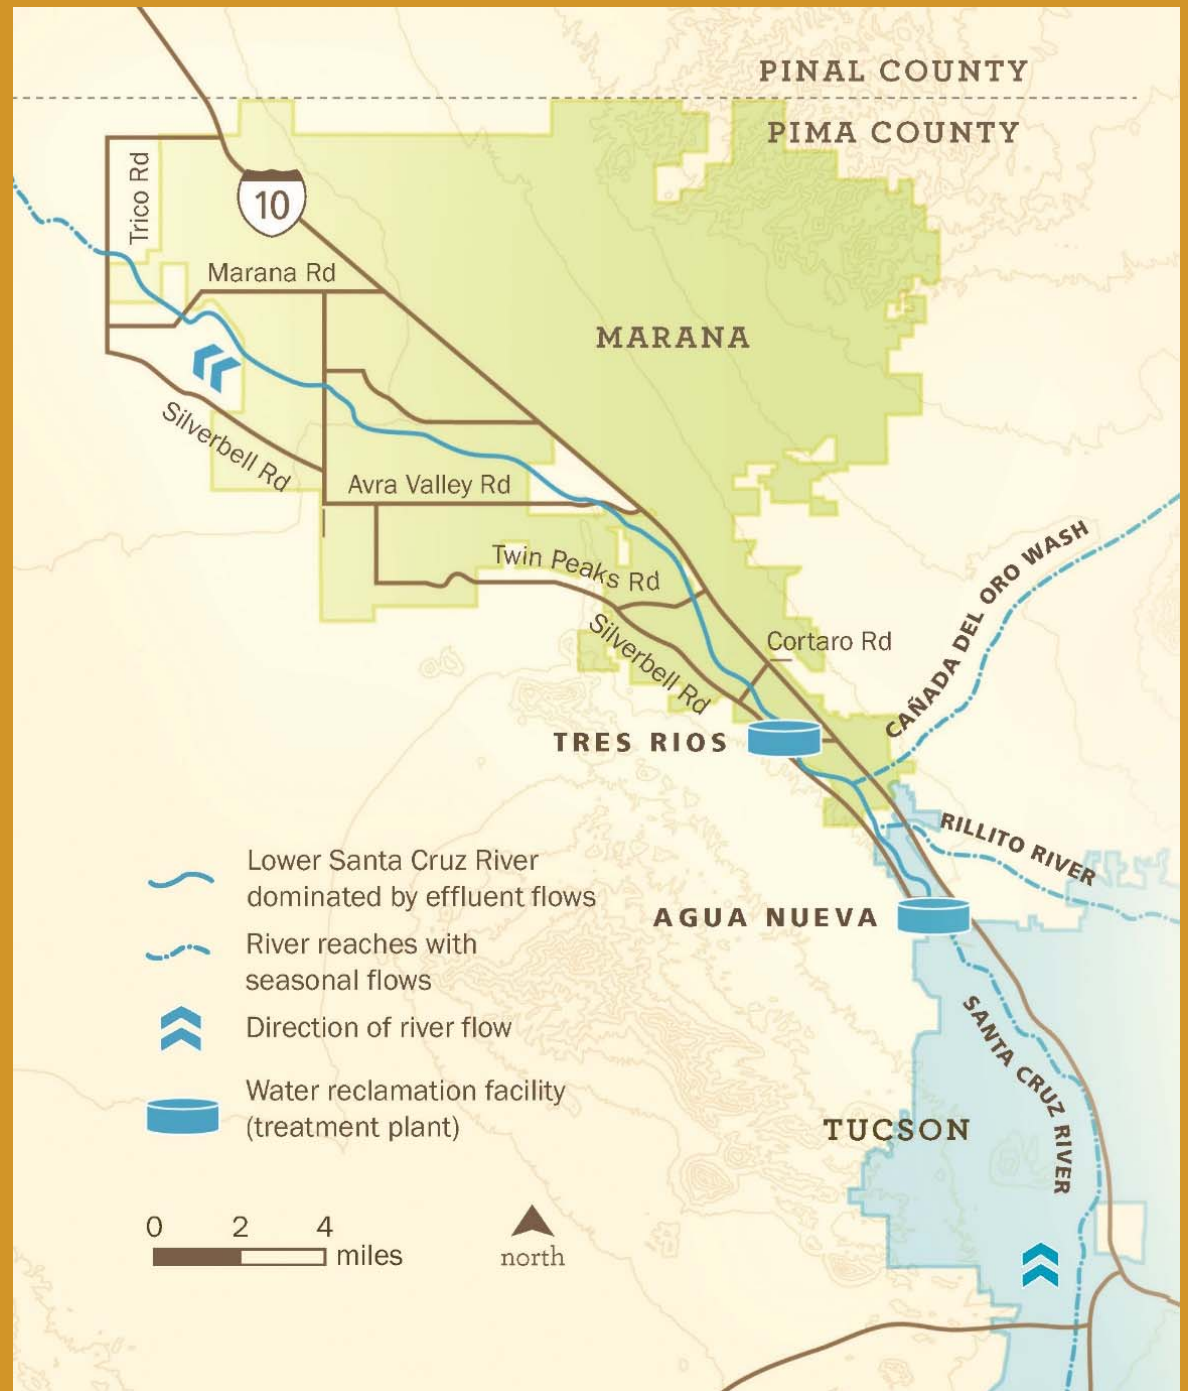 PINAL COUNTY
PIMA COUNTY
Trico Rd
10
Marana Rd
MARANA
Silverbell Rd
Avra Valley Rd
Twin Peaks Rd
CAÑADA DEL ORO WASH
Silverbell Rd
Cortaro Rd
TRES RIOS
RILLITO RIVER
Lower Santa Cruz River
dominated by effluent flows
AGUA NUEVA
River reaches with
seasonal flows
Direction of river flow
SANTA CRUZ RIVER
Water reclamation facility
(treatment plant)
TUCSON
0 2 4
miles
north